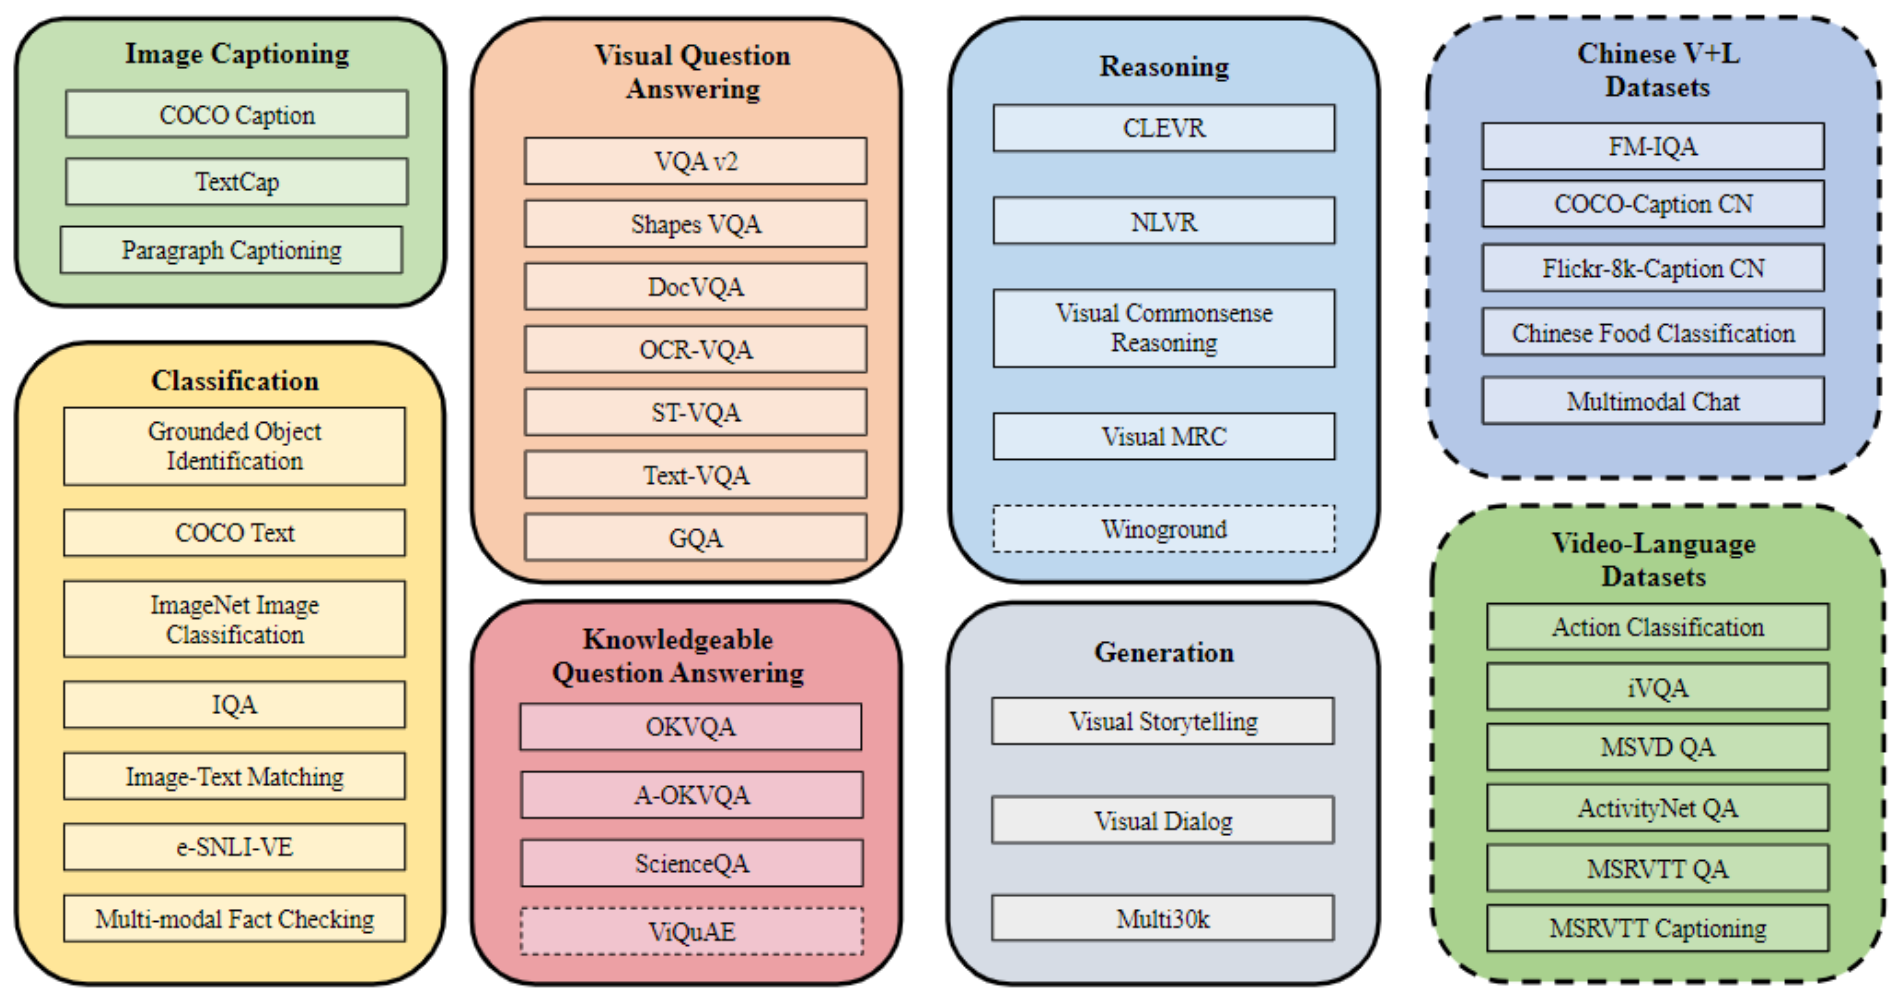 Image Captioning
COCO Caption
TextCap
Paragraph Captioning
Classification
Grounded Object
Identification
COCO Text
ImageNet Image
Classification
IQA
Image-Text Matching
e-SNLI-VE
Multi-modal Fact Checking
Visual Question
Answering
VQA v2
Shapes VQA
DocVQA
OCR-VQA
ST-VQA
Text-VQA
GQA
Knowledgeable
Question Answering
OKVQA
A-OKVQA
ScienceQA
ViQuAE
Reasoning
CLEVR
NLVR
Visual Commonsense
Reasoning
Visual MRC
Winoground
Generation
Visual Storytelling
Visual Dialog
Multi30k
Chinese V+L
Datasets
FM-IQA
COCO-Caption CN
Flickr-8k-Caption CN
Chinese Food Classification
Multimodal Chat
Video-Language
Datasets
Action Classification
iVQA
MSVD QA
ActivityNet QA
MSRVTT QA
MSRVTT Captioning